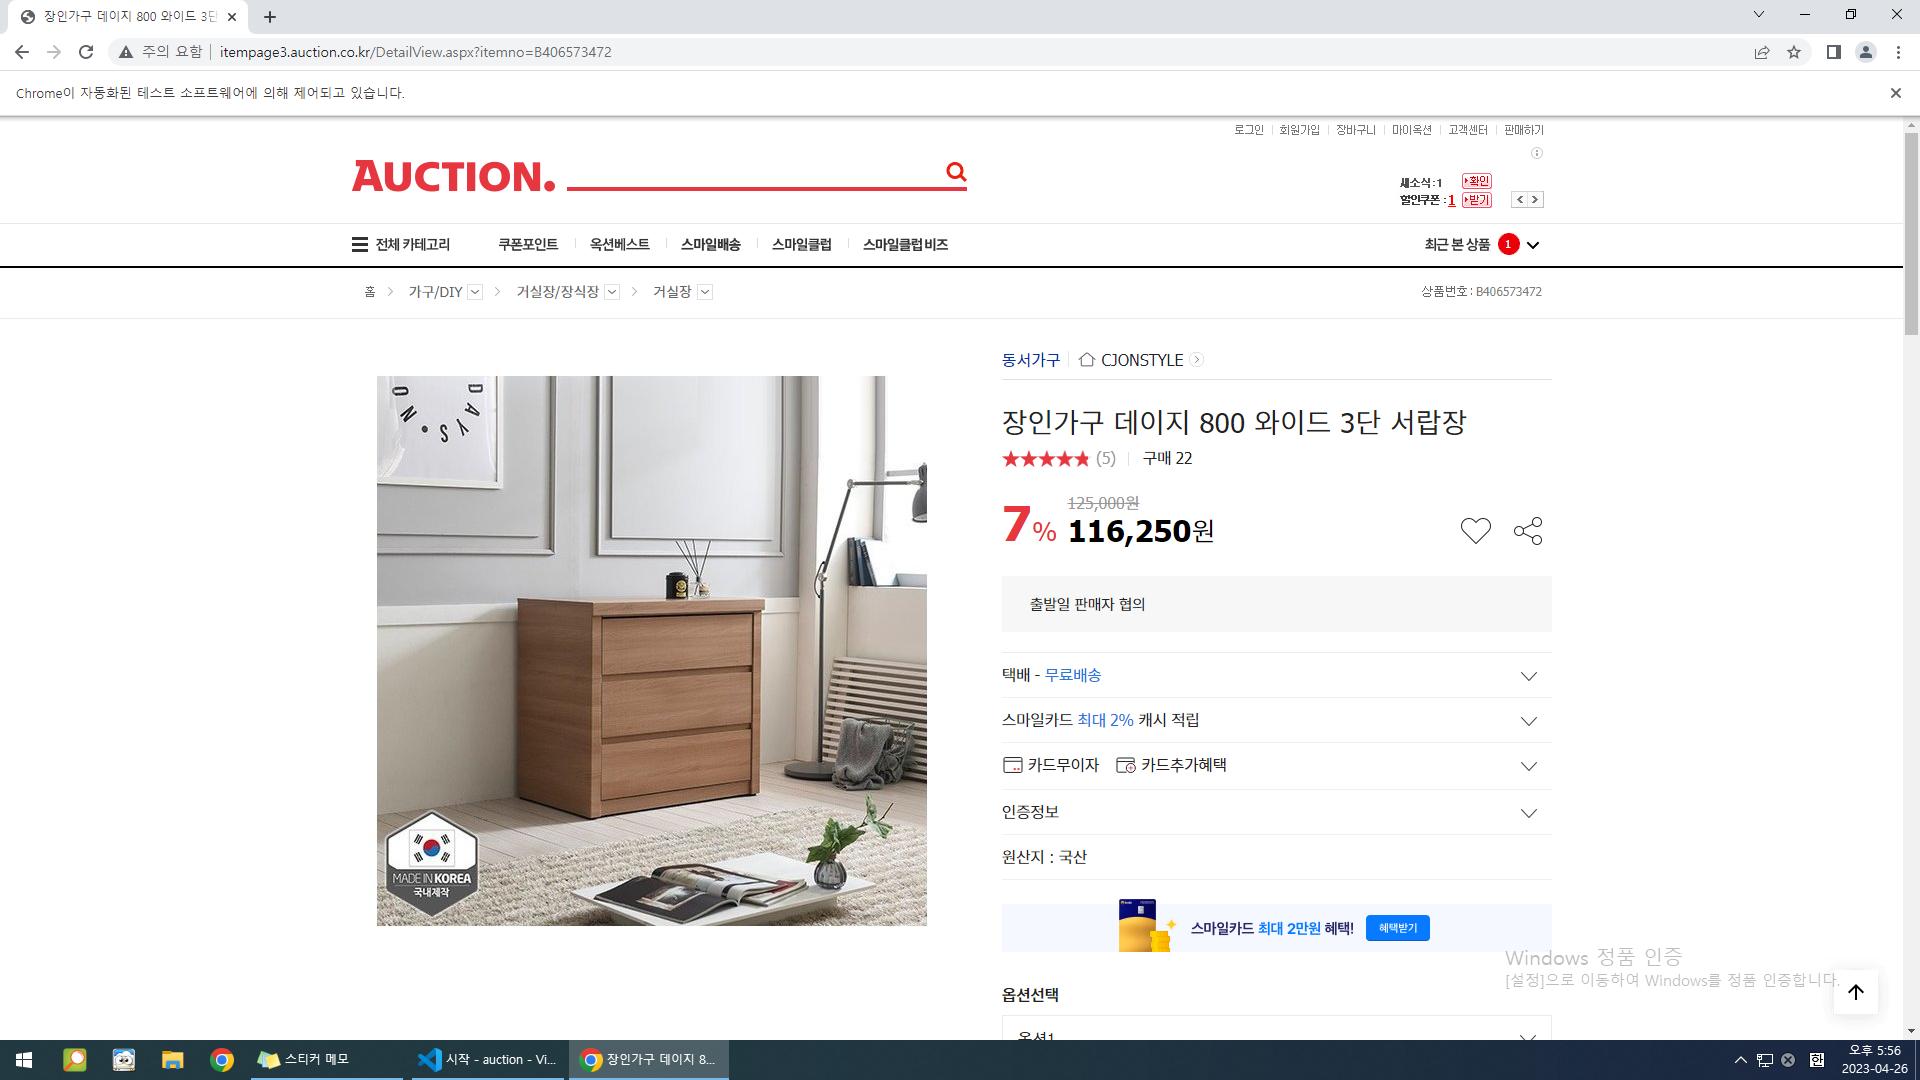 장인가구 데이지 800 와이드 3단
주의 요함 itempage3.auction.co.kr/DetailView.aspx?itemno=B406573472
Chrome이 자동화된 테스트 소프트웨어에 의해 제어되고 있습니다.
로그인 회원가입 장바구니 마이옥션 고객센터 판매하기
AUCTION.
새소식:1 확인
할인쿠폰:1 받기
전체 카테고리 쿠폰포인트 옥션베스트 스마일배송 스마일클럽 스마일클럽 비즈 최근 본 상품 1
홈 가구/DIY 거실장/장식장 거실장 상품번호 : B406573472
동서가구 CJONSTYLE
장인가구 데이지 800 와이드 3단 서랍장
(5) 구매 22
125,000원
7% 116,250원
출발일 판매자 협의
택배 - 무료배송
스마일카드 최대 2% 캐시 적립
카드무이자 카드추가혜택
인증정보
원산지 : 국산
DAYS.
NO
MADE IN KOREA
국내제작
스마일카드 최대 2만원 혜택! 혜택받기
Windows 정품 인증
[설정]으로 이동하여 Windows를 정품 인증합니다.
옵션선택
옵션1
스티커 메모 시작 - auction - Vi... 장인가구 데이지 8... 한 오후 5:56
2023-04-26